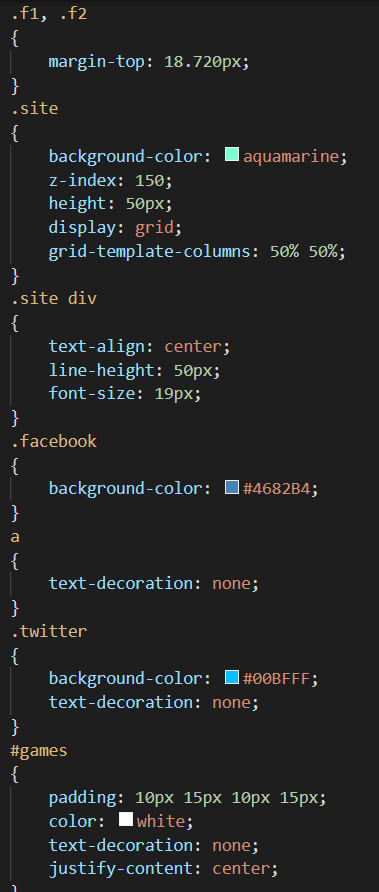 .f1, .f2
{
    margin-top: 18.720px;
}
.site
{
    background-color: aquamarine;
    z-index: 150;
    height: 50px;
    display: grid;
    grid-template-columns: 50% 50%;
}
.site div
{
    text-align: center;
    line-height: 50px;
    font-size: 19px;
}
.facebook
{
    background-color: #4682B4;
}
a
{
    text-decoration: none;
}
.twitter
{
    background-color: #00BFFF;
    text-decoration: none;
}
#games
{
    padding: 10px 15px 10px 15px;
    color: white;
    text-decoration: none;
    justify-content: center;
}